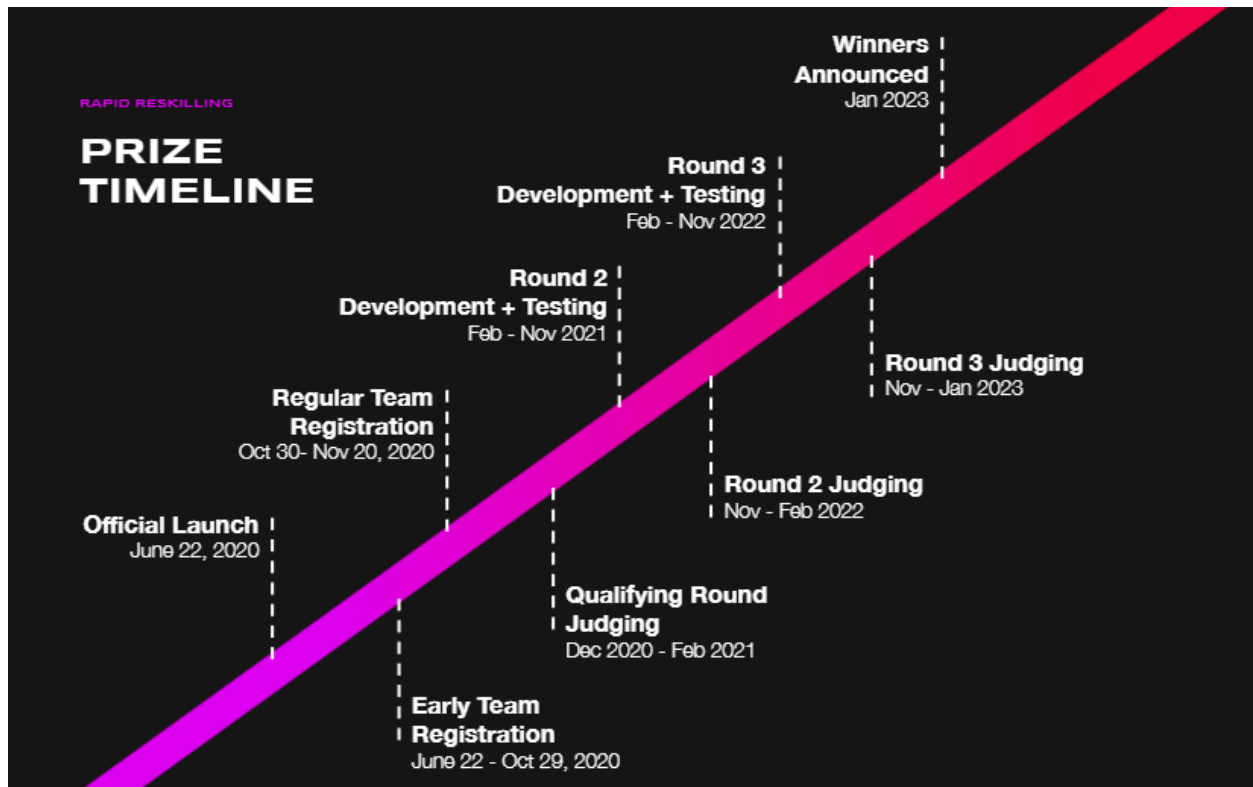 RAPID RESKILLING
PRIZE
TIMELINE
Winners
Announced
Jan 2023
Round 3
Development + Testing
Feb - Nov 2022
Round 2
Development + Testing
Feb - Nov 2021
Round 3 Judging
Nov - Jan 2023
Regular Team
Registration
Oct 30- Nov 20, 2020
Round 2 Judging
Nov - Feb 2022
Official Launch
June 22, 2020
Qualifying Round
Judging
Dec 2020 - Feb 2021
Early Team
Registration
June 22 - Oct 29, 2020